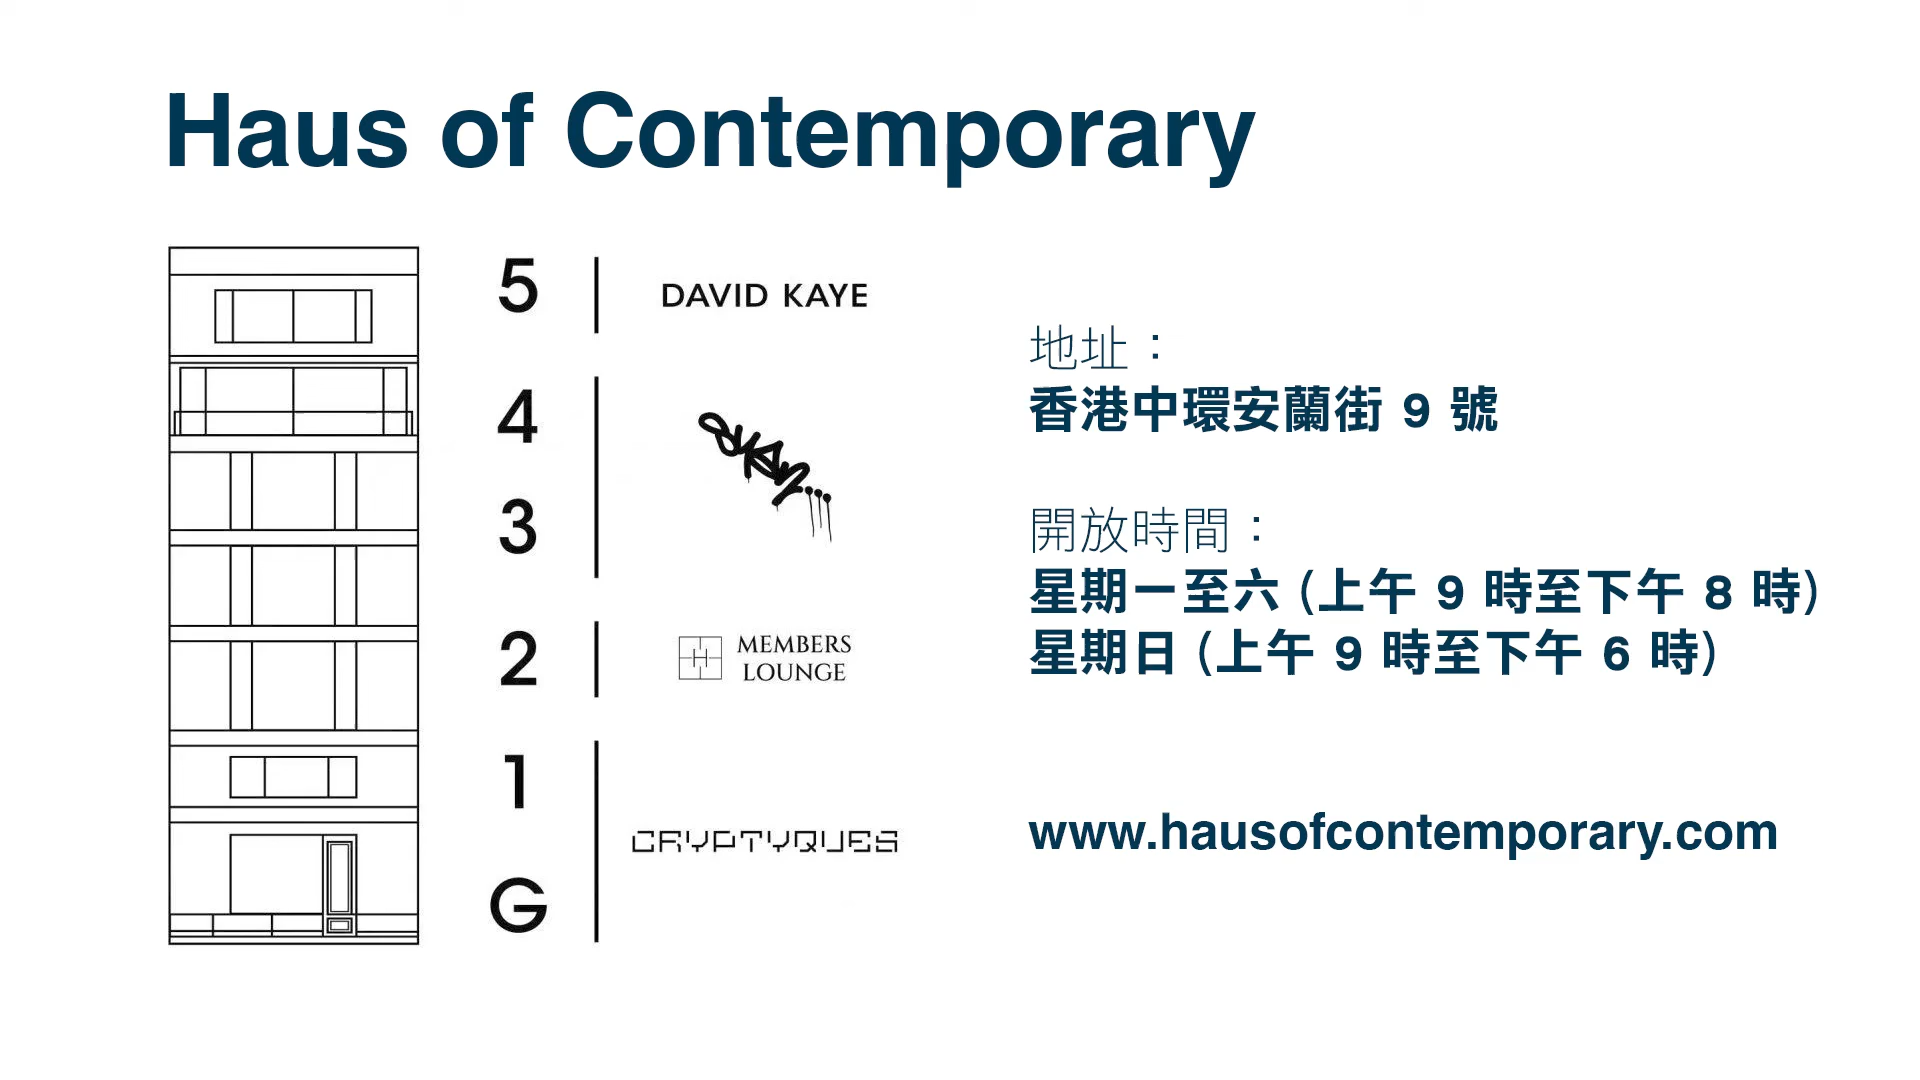 Haus of Contemporary
5
DAVID KAYE
4
3
2
MEMBERS
LOUNGE
H
1
CRYPTYQUES
G
地址：
香港中環安蘭街 9 號
開放時間：
星期一至六 (上午 9 時至下午 8 時)
星期日 (上午 9 時至下午 6 時)
www.hausofcontemporary.com